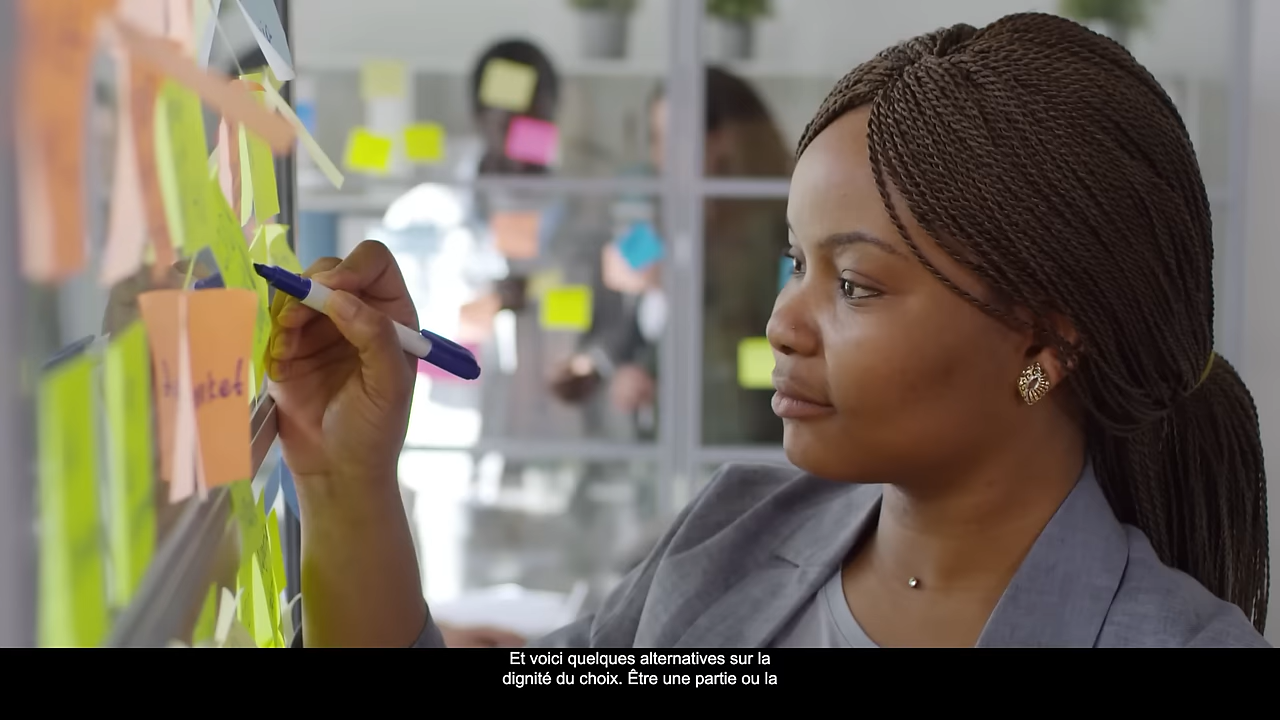 Et voici quelques alternatives sur la
dignité du choix. Être une partie ou la